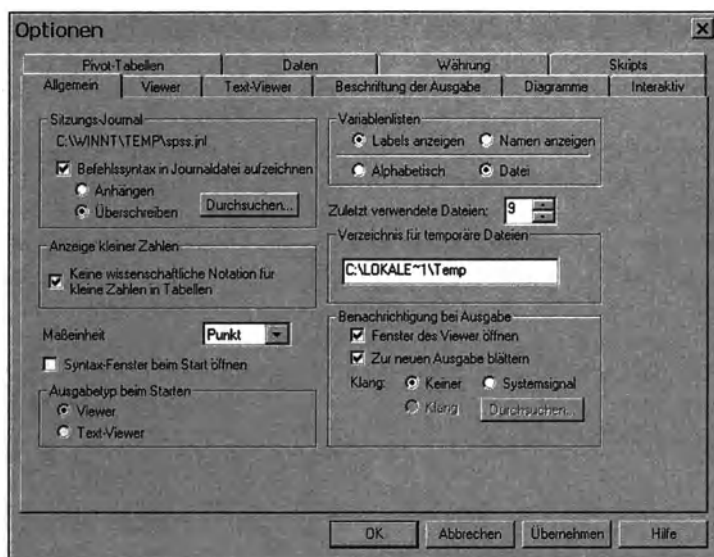 Optionen
Pivot-Tabellen Daten Währung Skripts
Allgemein Viewer Text-Viewer Beschriftung der Ausgabe Diagramme Interaktiv
Sitzungs-Journal
C:\WINNT\TEMP\spss.jnl
Befehlssyntax in Journaldatei aufzeichnen
Anhängen
Überschreiben
Durchsuchen...
Anzeige kleiner Zahlen
Keine wissenschaftliche Notation für
kleine Zahlen in Tabellen
Maßeinheit Punkt
Syntax-Fenster beim Start öffnen
Ausgabetyp beim Starten
Viewer
Text-Viewer
Variablenlisten
Labels anzeigen Namen anzeigen
Alphabetisch Datei
Zuletzt verwendete Dateien: 9
Verzeichnis für temporäre Dateien
C:\LOKALE~1\Temp
Benachrichtigung bei Ausgabe
Fenster des Viewer öffnen
Zur neuen Ausgabe blättern
Klang: Keiner Systemsignal
Klang Durchsuchen...
OK Abbrechen Übernehmen Hilfe